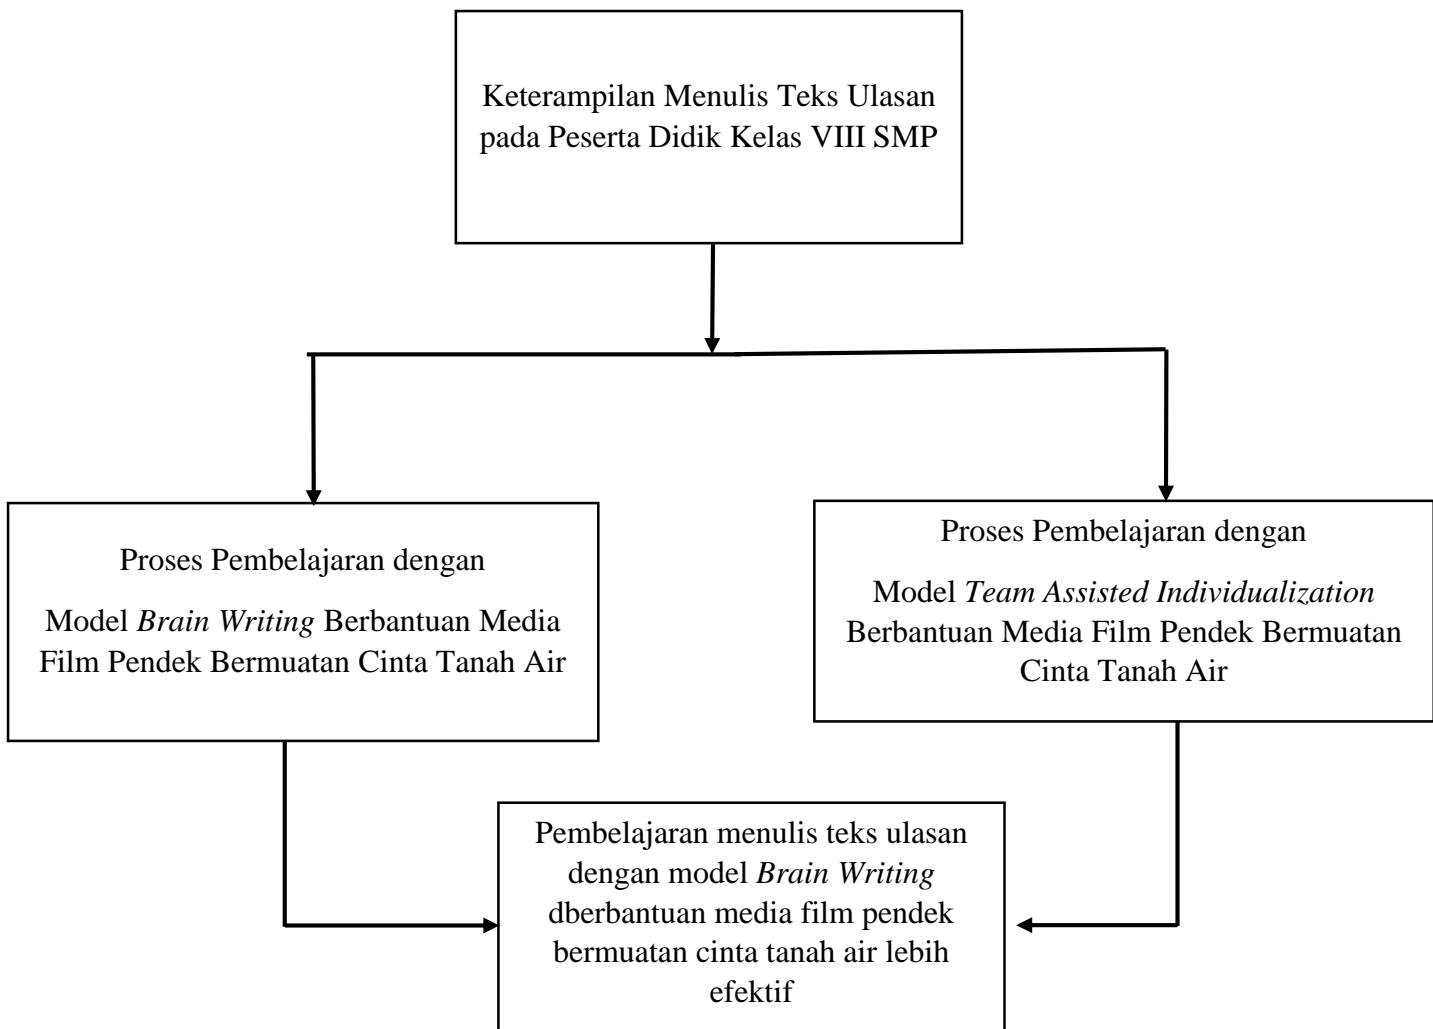 Keterampilan Menulis Teks Ulasan
pada Peserta Didik Kelas VIII SMP
Proses Pembelajaran dengan
Model Brain Writing Berbantuan Media
Film Pendek Bermuatan Cinta Tanah Air
Proses Pembelajaran dengan
Model Team Assisted Individualization
Berbantuan Media Film Pendek Bermuatan
Cinta Tanah Air
Pembelajaran menulis teks ulasan
dengan model Brain Writing
dberbantuan media film pendek
bermuatan cinta tanah air lebih
efektif